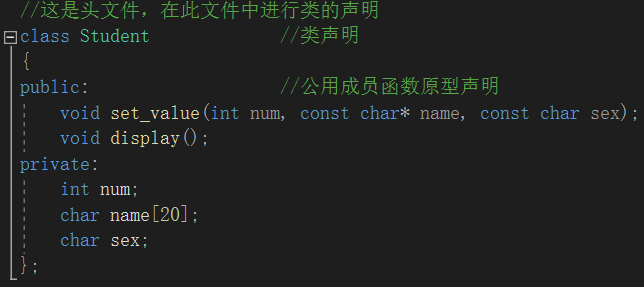 //这是头文件，在此文件中进行类的声明
class Student //类声明
{
public: //公用成员函数原型声明
void set_value(int num, const char* name, const char sex);
void display();
private:
int num;
char name[20];
char sex;
};